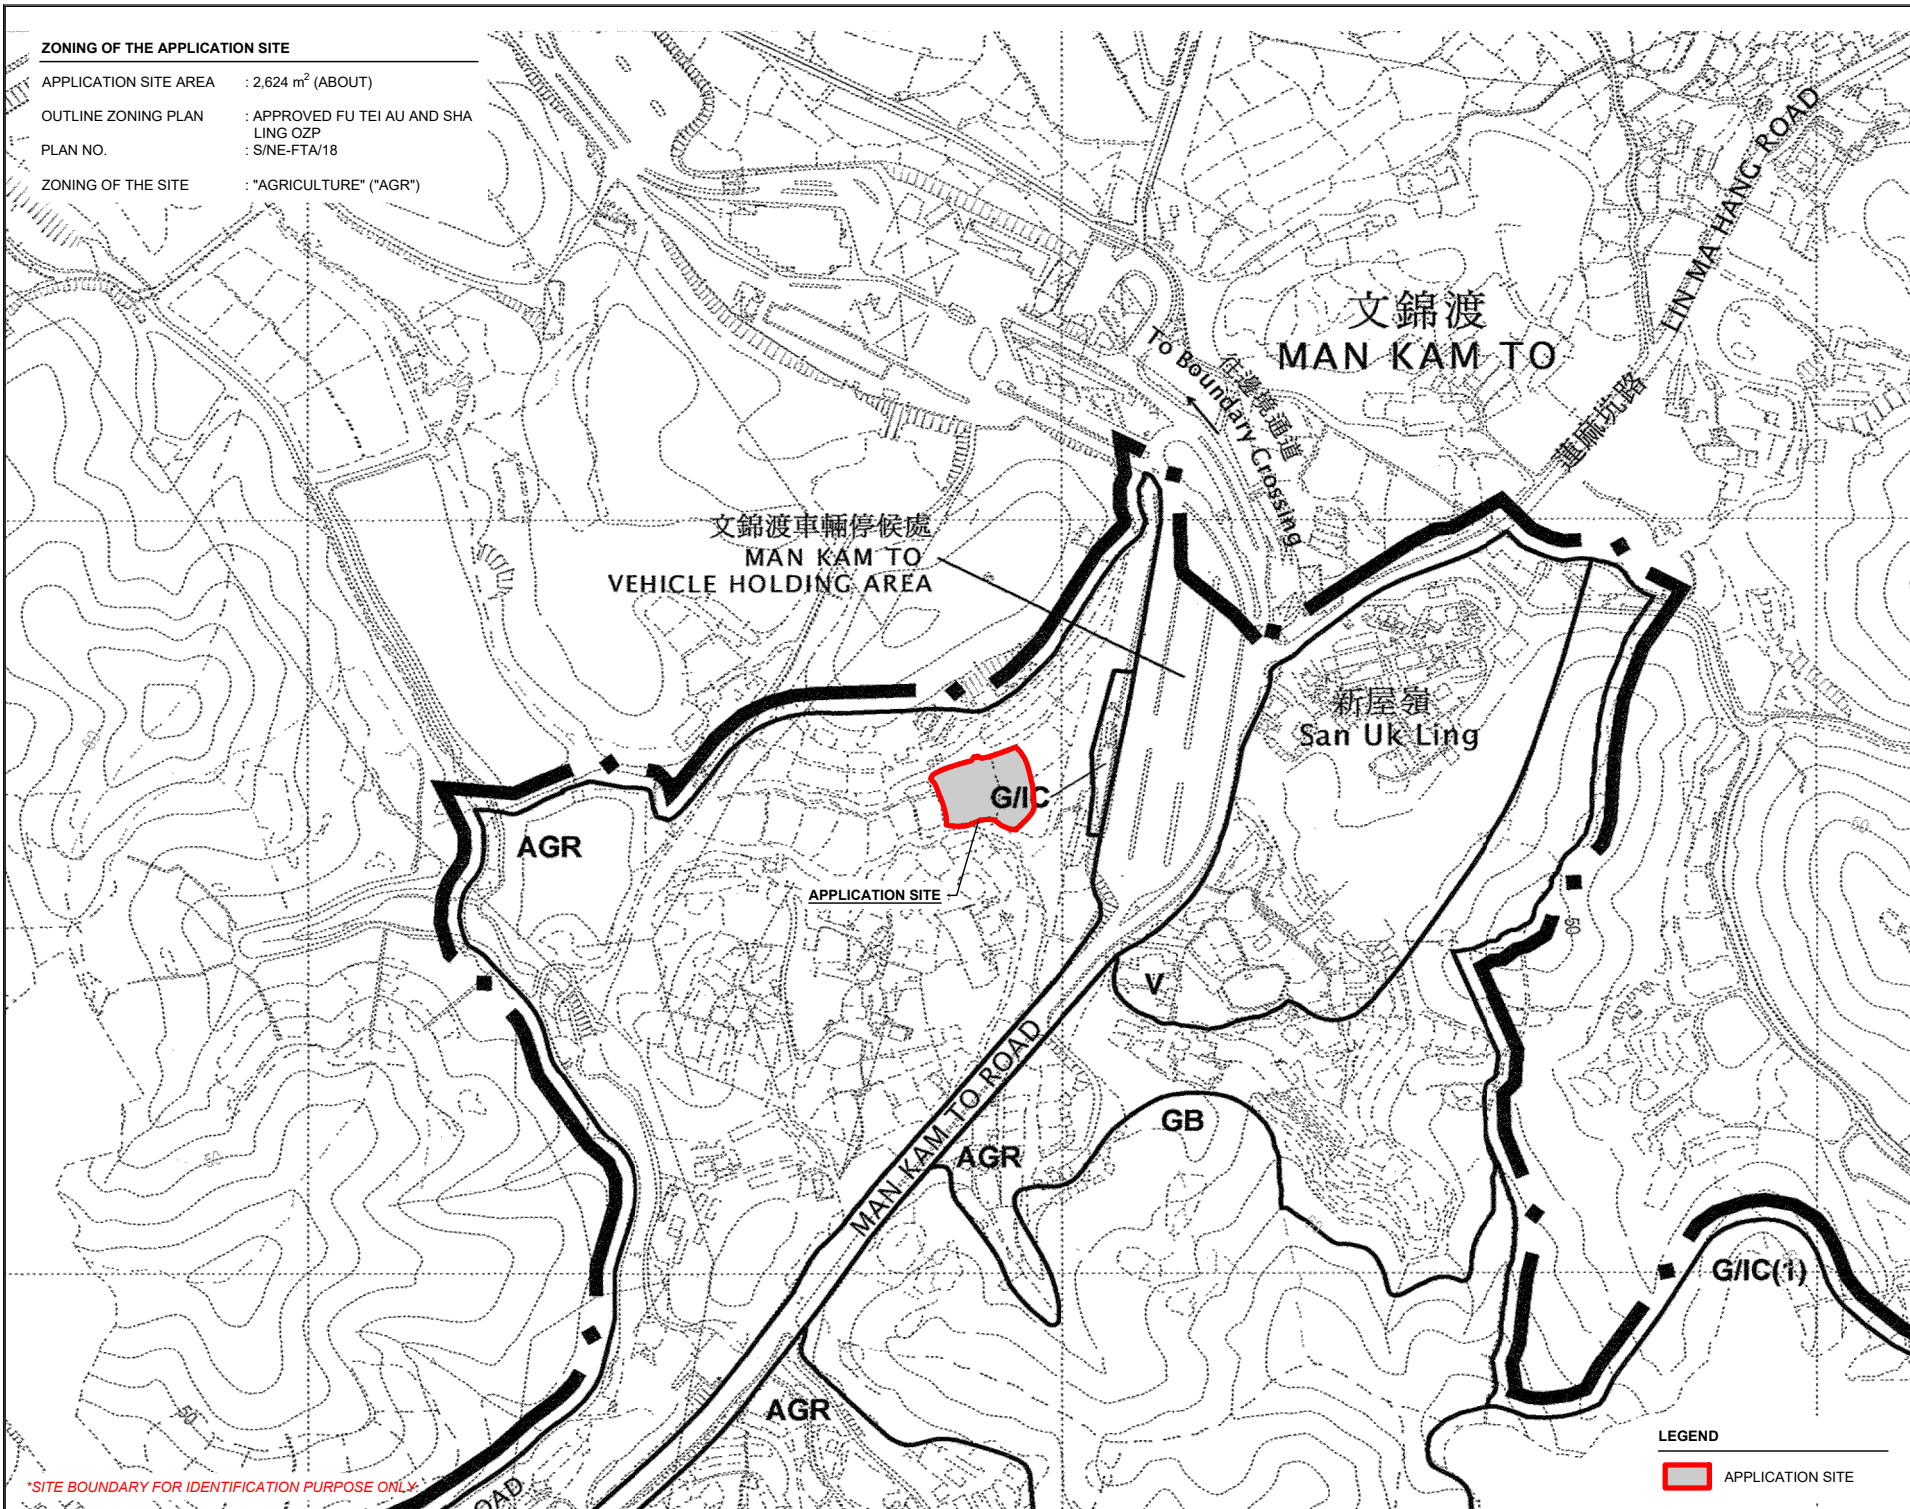 ZONING OF THE APPLICATION SITE
APPLICATION SITE AREA : 2,624 m² (ABOUT)
OUTLINE ZONING PLAN : APPROVED FU TEI AU AND SHA
LING OZP
PLAN NO. : S/NE-FTA/18
ZONING OF THE SITE : "AGRICULTURE" ("AGR")
LIN MA HANG ROAD
蓮麻坑路
文錦渡
MAN KAM TO
To Boundary Crossing
往邊境通道
文錦渡車輛停候處
MAN KAM TO
VEHICLE HOLDING AREA
新屋嶺
San Uk Ling
G/IC
AGR
APPLICATION SITE
V
MAN KAM TO ROAD
GB
AGR
G/IC(1)
AGR
50
50
50
50
OAD
*SITE BOUNDARY FOR IDENTIFICATION PURPOSE ONLY
LEGEND
APPLICATION SITE